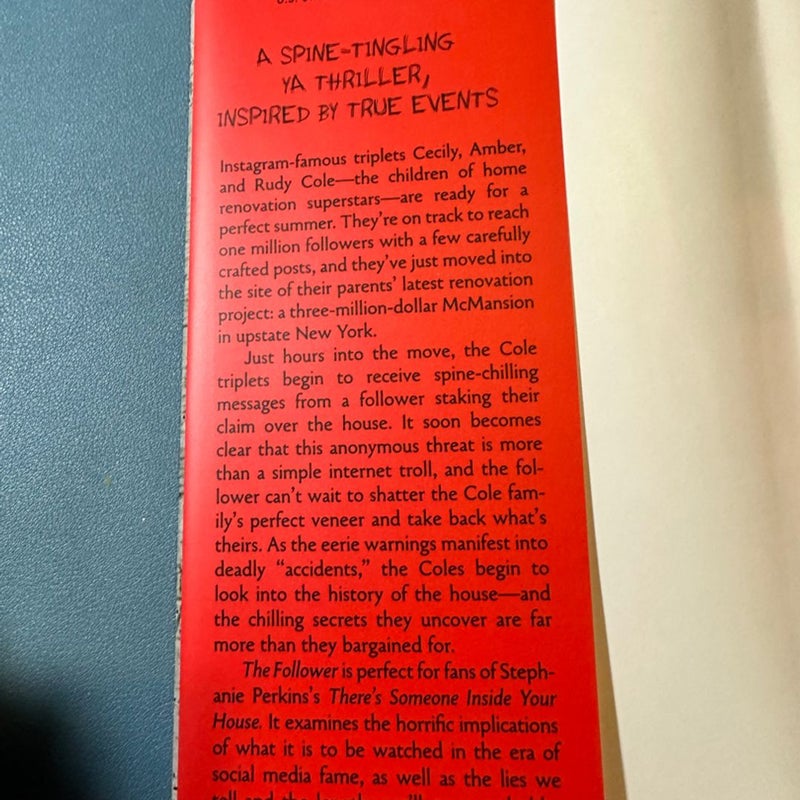 A SPINE-TINGLING
YA THRILLER,
INSPIRED BY TRUE EVENTS
Instagram-famous triplets Cecily, Amber,
and Rudy Cole—the children of home
renovation superstars—are ready for a
perfect summer. They're on track to reach
one million followers with a few carefully
crafted posts, and they've just moved into
the site of their parents' latest renovation
project: a three-million-dollar McMansion
in upstate New York.
Just hours into the move, the Cole
triplets begin to receive spine-chilling
messages from a follower staking their
claim over the house. It soon becomes
clear that this anonymous threat is more
than a simple internet troll, and the fol-
lower can't wait to shatter the Cole fam-
ily's perfect veneer and take back what's
theirs. As the eerie warnings manifest into
deadly “accidents,” the Coles begin to
look into the history of the house—and
the chilling secrets they uncover are far
more than they bargained for.
The Follower is perfect for fans of Steph-
anie Perkins's There's Someone Inside Your
House. It examines the horrific implications
of what it is to be watched in the era of
social media fame, as well as the lies we